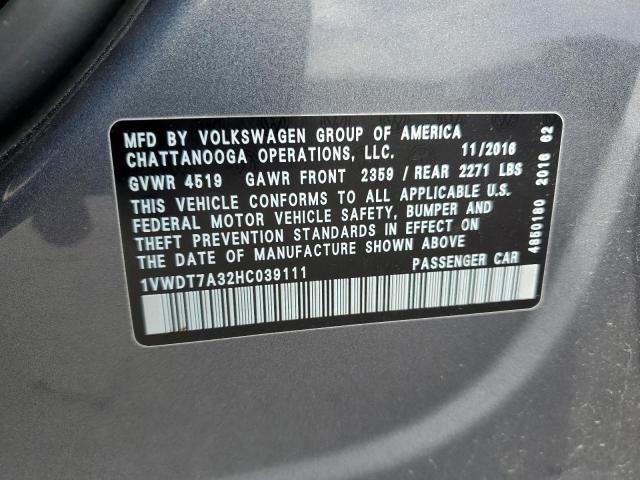 MFD BY VOLKSWAGEN GROUP OF AMERICA
CHATTANOOGA OPERATIONS, LLC. 11/2016
GVWR 4519 GAWR FRONT 2359 / REAR 2271 LBS
THIS VEHICLE CONFORMS TO ALL APPLICABLE U.S.
FEDERAL MOTOR VEHICLE SAFETY, BUMPER AND
THEFT PREVENTION STANDARDS IN EFFECT ON
THE DATE OF MANUFACTURE SHOWN ABOVE
1VWDT7A32HC039111 PASSENGER CAR
4850180 2016 62